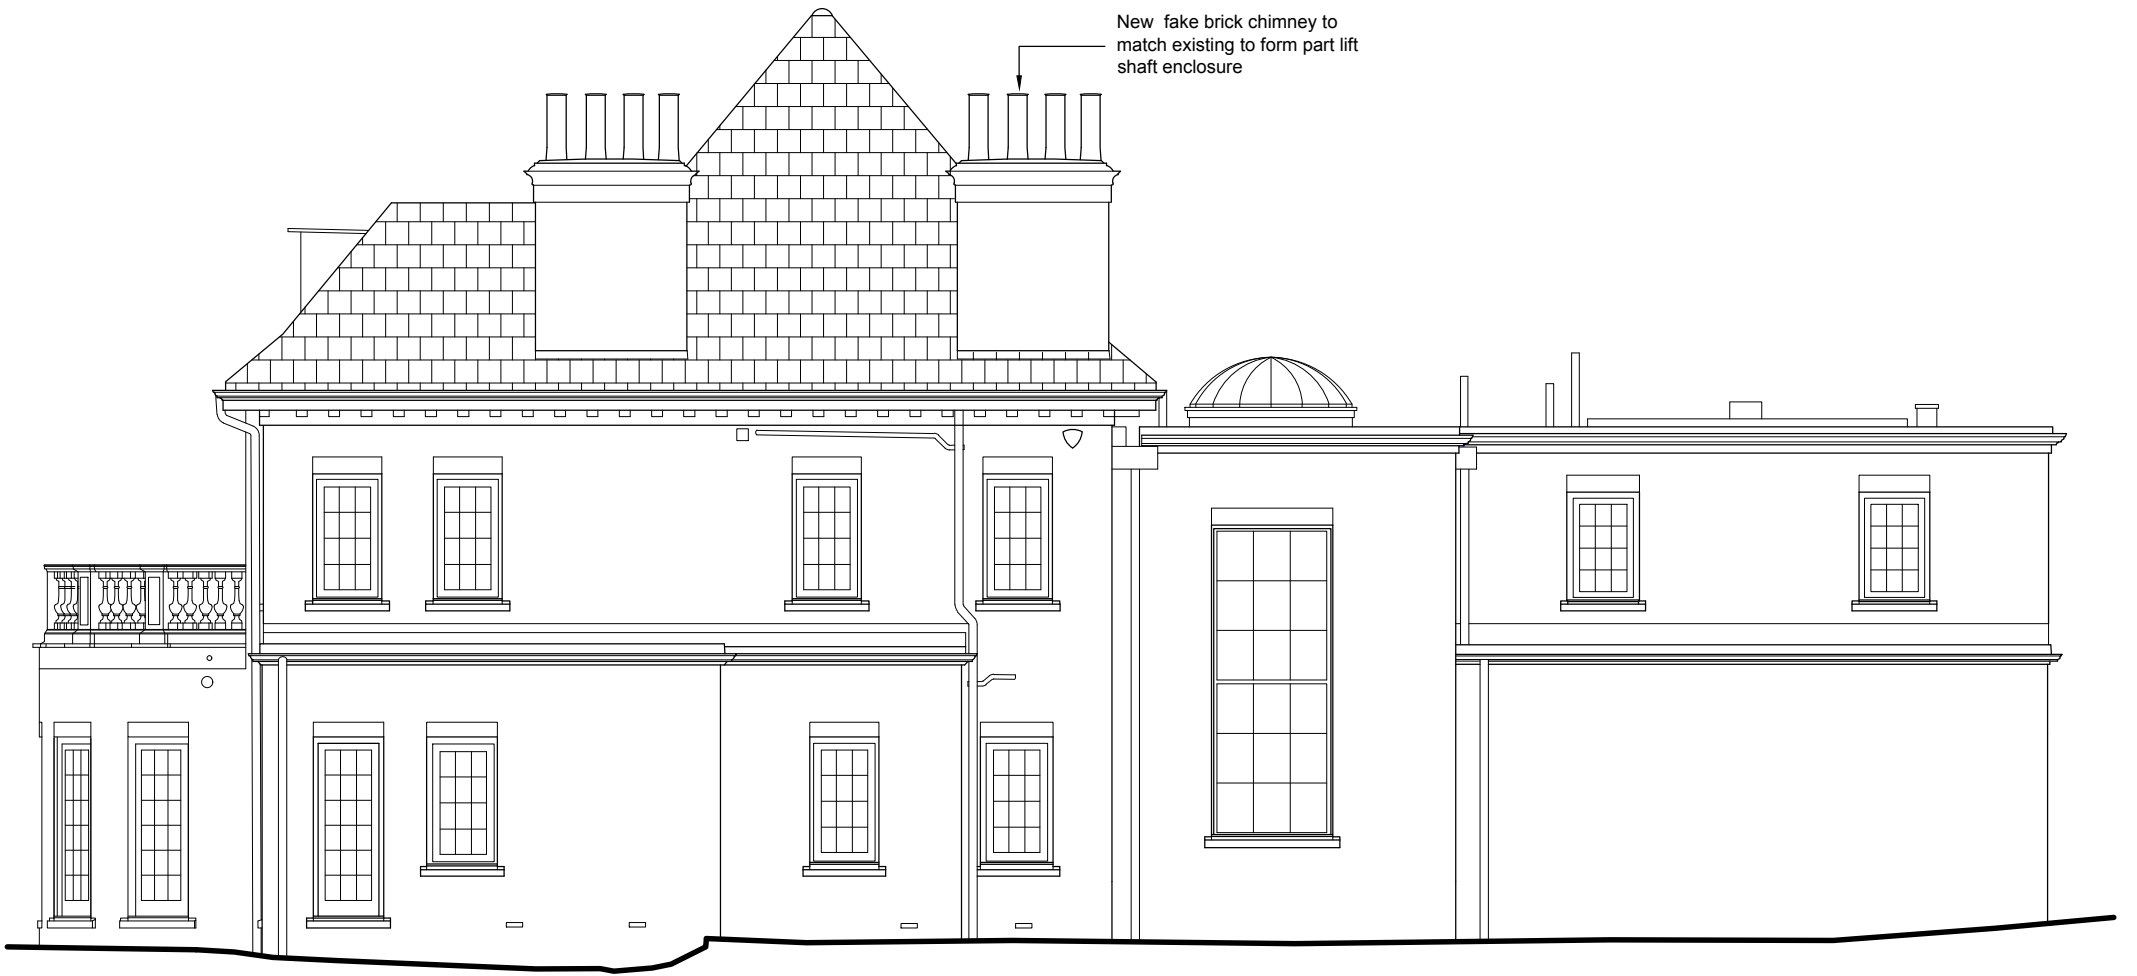 New  fake brick chimney to
match existing to form part lift
shaft enclosure